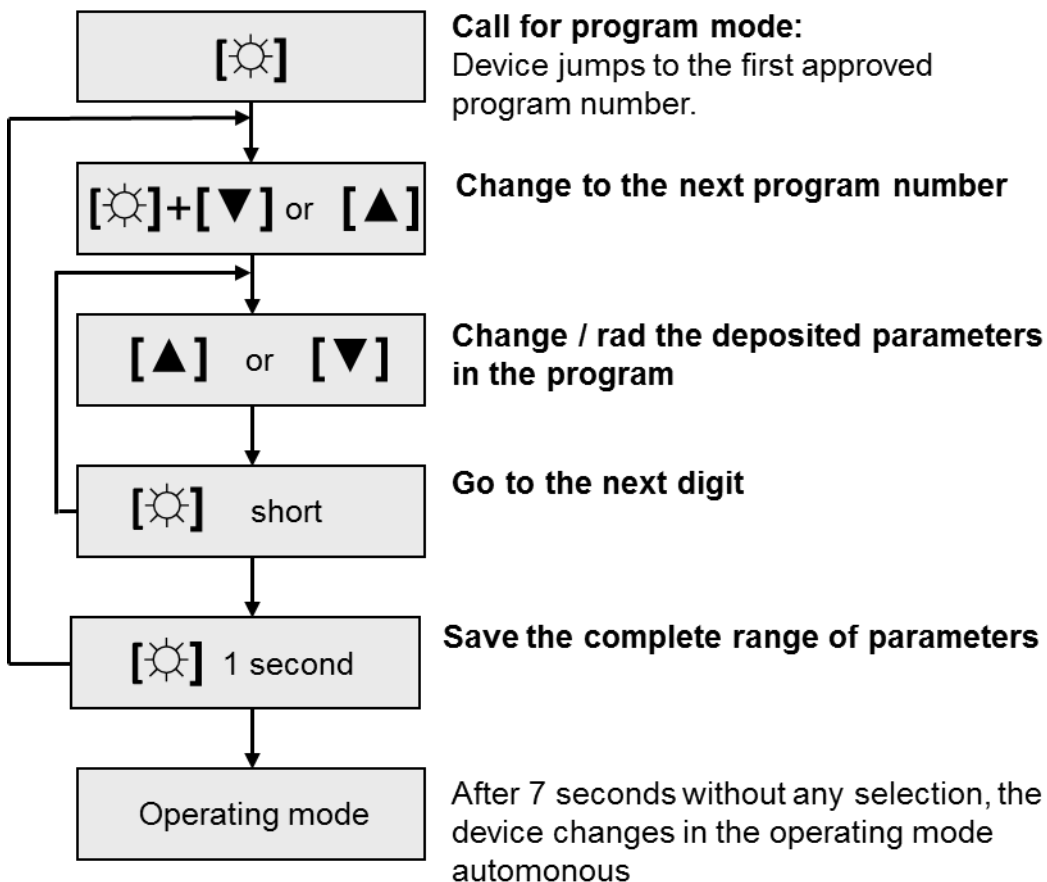 [☼]
Call for program mode:
Device jumps to the first approved
program number.
[☼]+[▼] or [▲]
Change to the next program number
[▲] or [▼]
Change / rad the deposited parameters
in the program
[☼] short
Go to the next digit
[☼] 1 second
Save the complete range of parameters
Operating mode
After 7 seconds without any selection, the
device changes in the operating mode
automonous